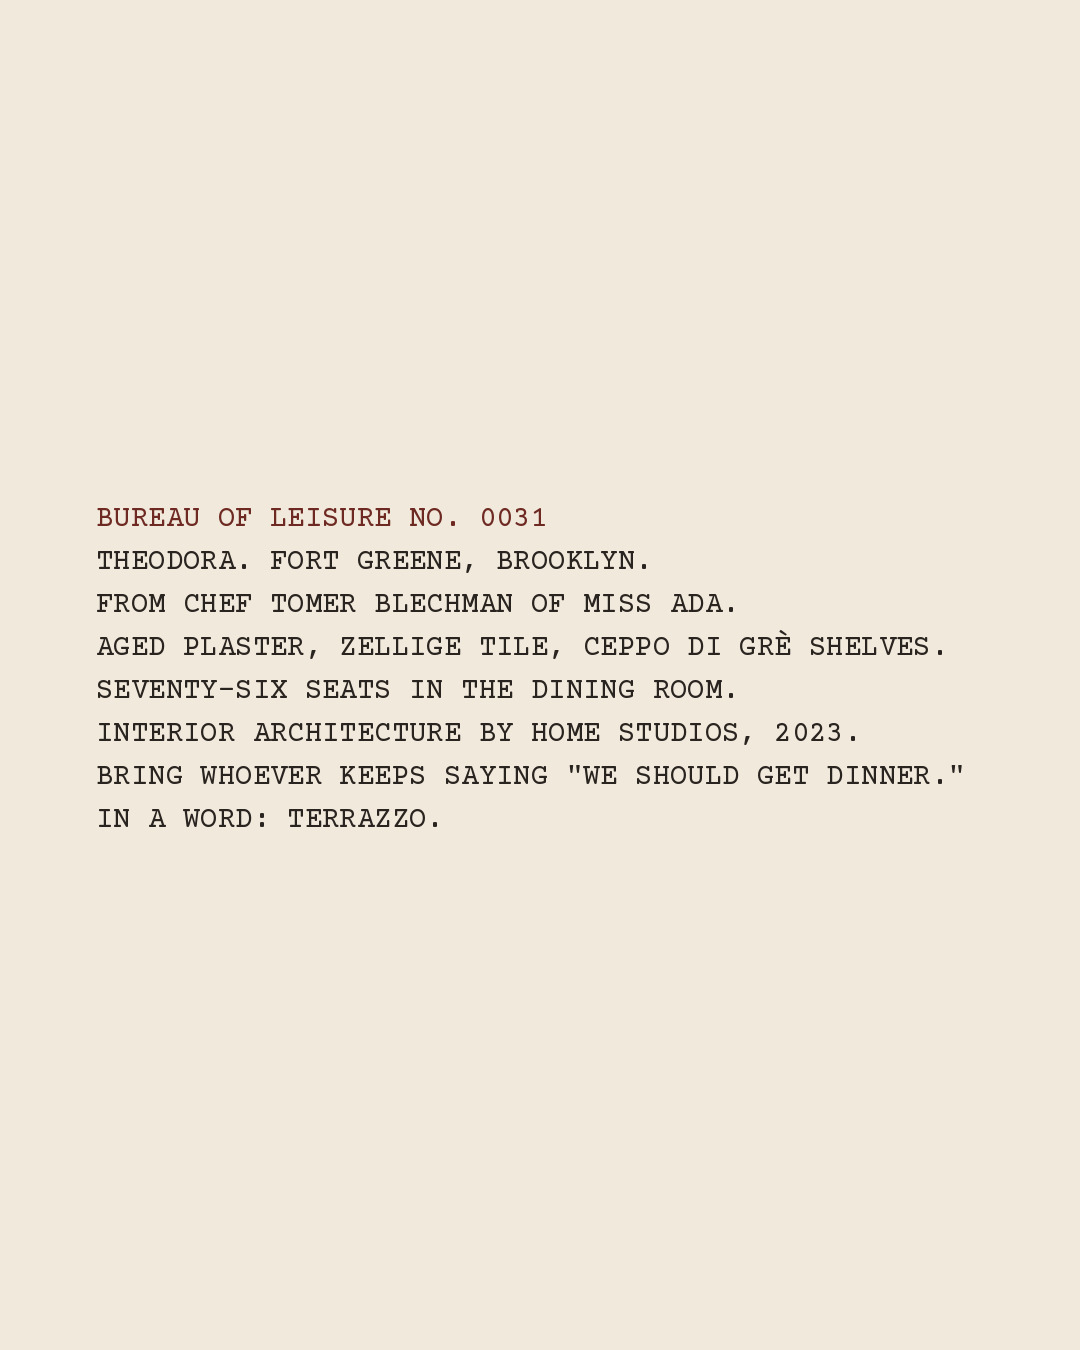 BUREAU OF LEISURE NO. 0031
THEODORA. FORT GREENE, BROOKLYN.
FROM CHEF TOMER BLECHMAN OF MISS ADA.
AGED PLASTER, ZELLIGE TILE, CEPPO DI GRÈ SHELVES.
SEVENTY-SIX SEATS IN THE DINING ROOM.
INTERIOR ARCHITECTURE BY HOME STUDIOS, 2023.
BRING WHOEVER KEEPS SAYING "WE SHOULD GET DINNER."
IN A WORD: TERRAZZO.